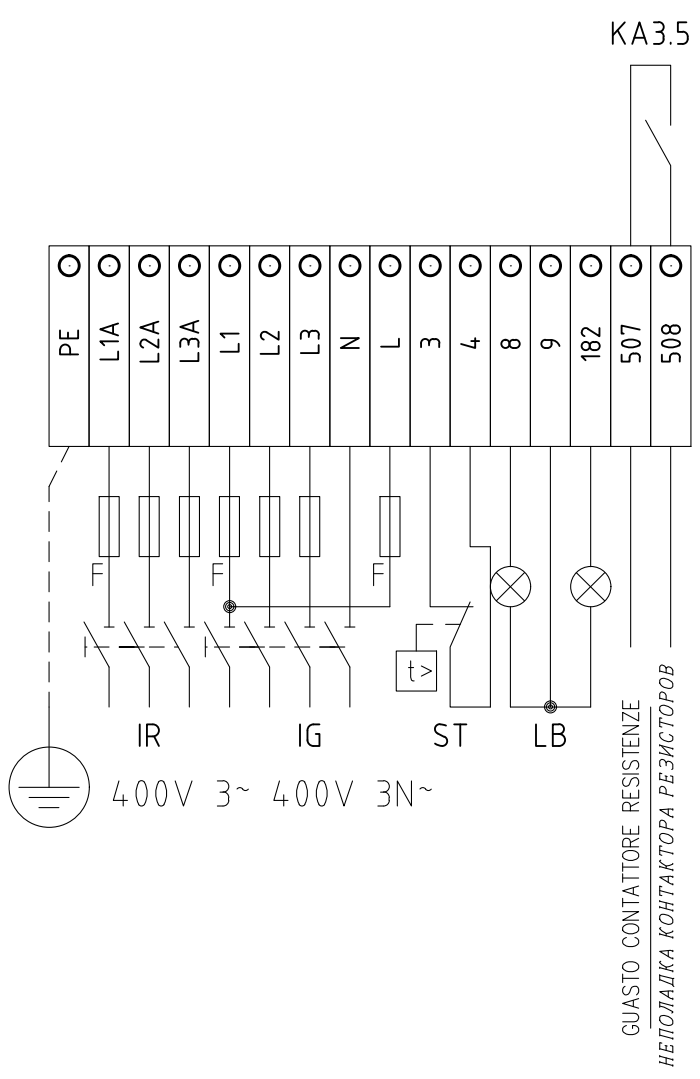 KA3.5
PE L1A L2A L3A L1 L2 L3 N L 3 4 8 9 182 507 508
F F F
t>
IR IG ST LB
400V 3~ 400V 3N~
GUASTO CONTATTORE RESISTENZE
НЕПОЛАДКА КОНТАКТОРА РЕЗИСТОРОВ